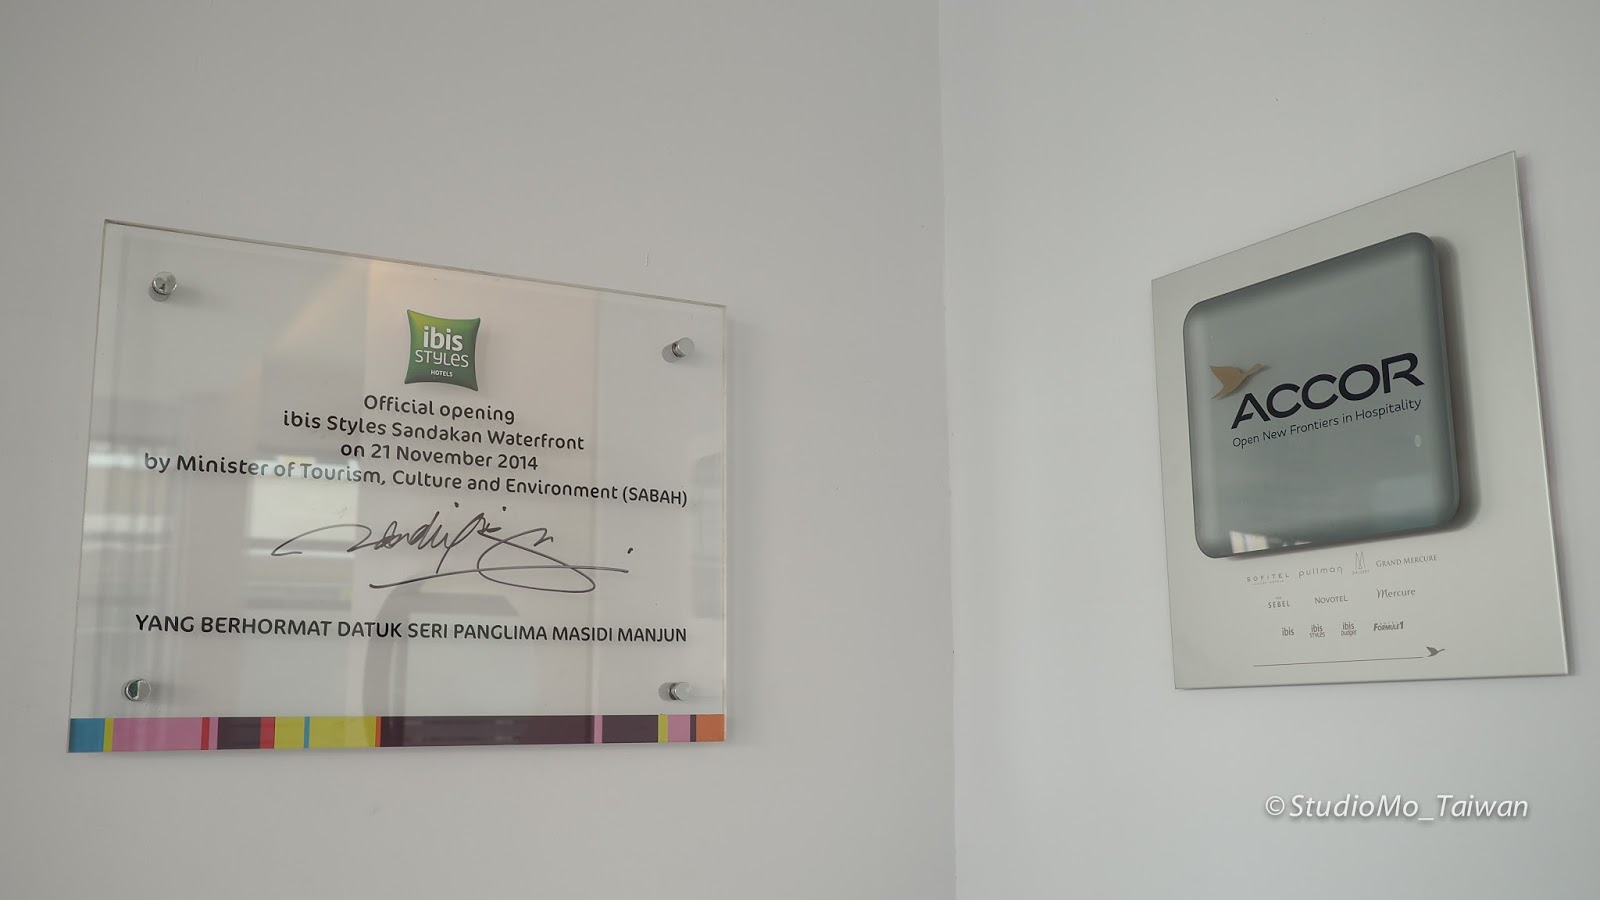 ibis
STYLES
HOTELS
Official opening
ibis Styles Sandakan Waterfront
on 21 November 2014
by Minister of Tourism, Culture and Environment (SABAH)
YANG BERHORMAT DATUK SERI PANGLIMA MASIDI MANJUN
ACCOR
Open New Frontiers in Hospitality
SOFITEL pullman GRAND MERCURE
THE SEBEL NOVOTEL Mercure
ibis ibis STYLES ibis budget FORMULE1
©StudioMo_Taiwan